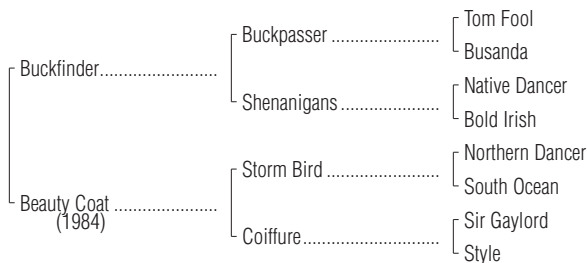 Tom Fool
Buckpasser ......................
Busanda
Buckfinder........................
Native Dancer
Shenanigans ....................
Bold Irish
Northern Dancer
Storm Bird .......................
South Ocean
Beauty Coat .....................
(1984)
Sir Gaylord
Coiffure............................
Style